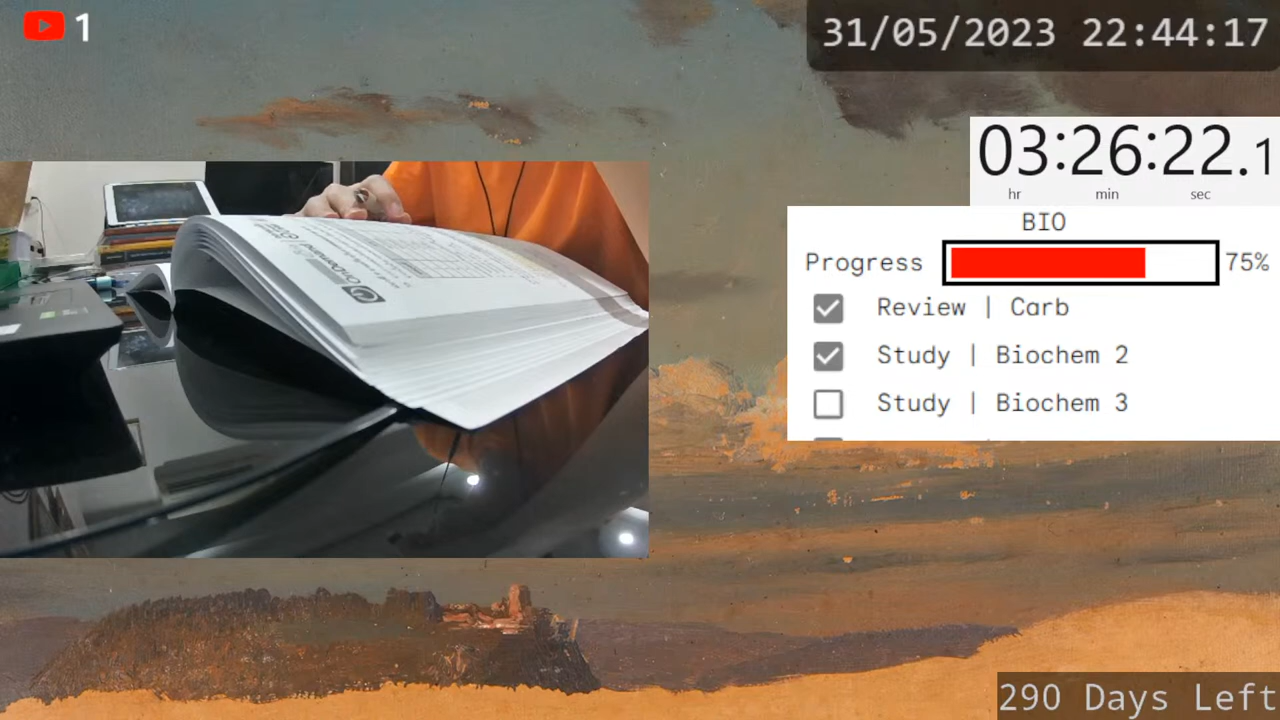 1
31/05/2023 22:44:17
03:26:22.1
hr min sec
BIO
Progress 75%
Review | Carb
Study | Biochem 2
Study | Biochem 3
OnDemand
290 Days Left